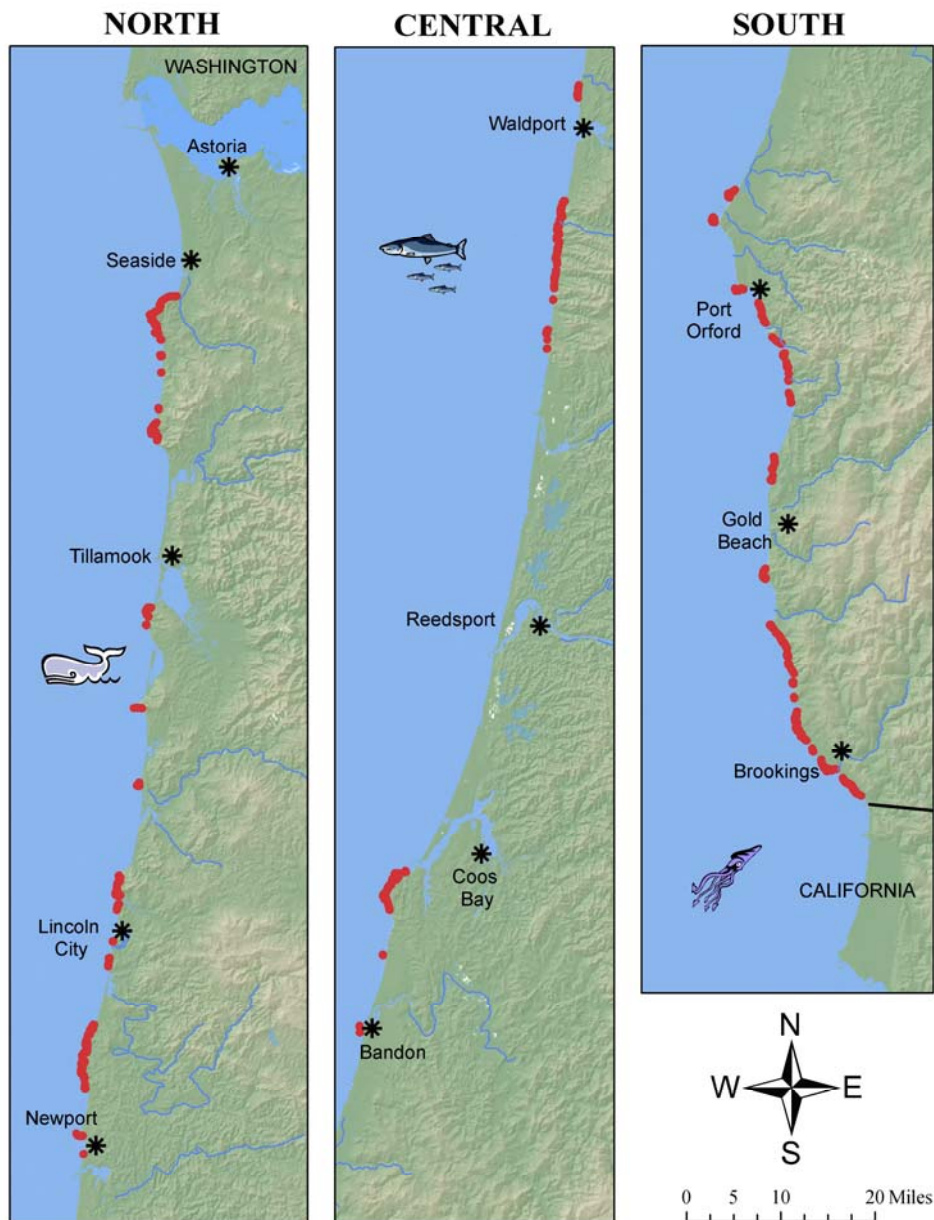 NORTH
WASHINGTON
Astoria
Seaside
Tillamook
Lincoln
City
Newport
CENTRAL
Waldport
Reedsport
Coos
Bay
Bandon
SOUTH
Port
Orford
Gold
Beach
Brookings
CALIFORNIA
N
W E
S
0 5 10 20 Miles